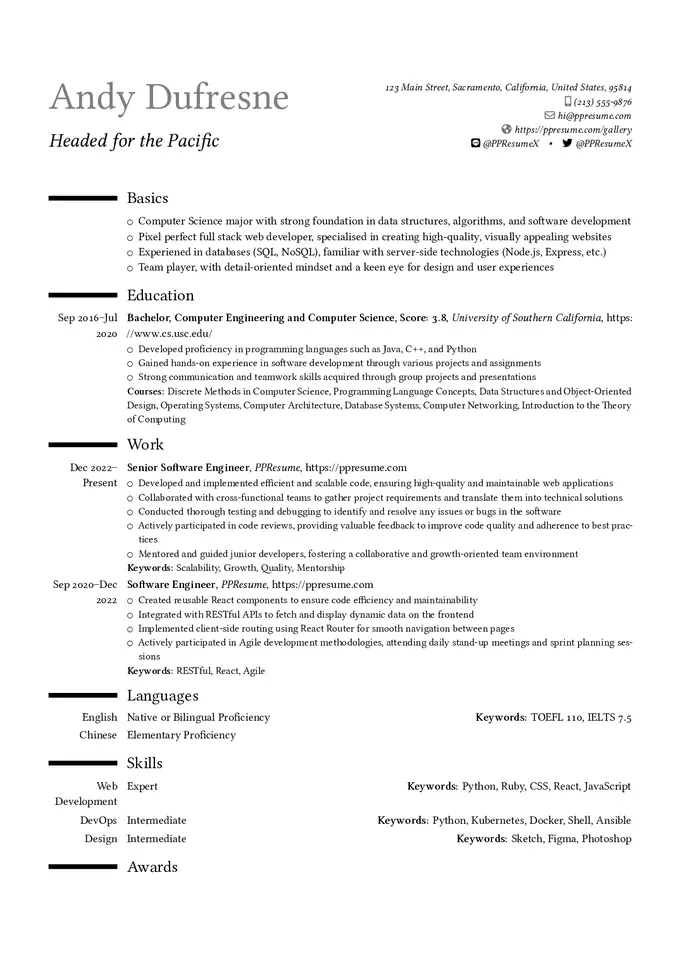 Andy Dufresne
Headed for the Pacific
123 Main Street, Sacramento, California, United States, 95814
(213) 555-9876
hi@ppresume.com
https://ppresume.com/gallery
@PPResumeX • @PPResumeX
Basics
○ Computer Science major with strong foundation in data structures, algorithms, and software development
○ Pixel perfect full stack web developer, specialised in creating high-quality, visually appealing websites
○ Experiened in databases (SQL, NoSQL), familiar with server-side technologies (Node.js, Express, etc.)
○ Team player, with detail-oriented mindset and a keen eye for design and user experiences
Education
Sep 2016–Jul Bachelor, Computer Engineering and Computer Science, Score: 3.8, University of Southern California, https:
2020 //www.cs.usc.edu/
○ Developed proficiency in programming languages such as Java, C++, and Python
○ Gained hands-on experience in software development through various projects and assignments
○ Strong communication and teamwork skills acquired through group projects and presentations
Courses: Discrete Methods in Computer Science, Programming Language Concepts, Data Structures and Object-Oriented
Design, Operating Systems, Computer Architecture, Database Systems, Computer Networking, Introduction to the Theory
of Computing
Work
Dec 2022– Senior Software Engineer, PPResume, https://ppresume.com
Present ○ Developed and implemented efficient and scalable code, ensuring high-quality and maintainable web applications
○ Collaborated with cross-functional teams to gather project requirements and translate them into technical solutions
○ Conducted thorough testing and debugging to identify and resolve any issues or bugs in the software
○ Actively participated in code reviews, providing valuable feedback to improve code quality and adherence to best prac-
tices
○ Mentored and guided junior developers, fostering a collaborative and growth-oriented team environment
Keywords: Scalability, Growth, Quality, Mentorship
Sep 2020–Dec Software Engineer, PPResume, https://ppresume.com
2022 ○ Created reusable React components to ensure code efficiency and maintainability
○ Integrated with RESTful APIs to fetch and display dynamic data on the frontend
○ Implemented client-side routing using React Router for smooth navigation between pages
○ Actively participated in Agile development methodologies, attending daily stand-up meetings and sprint planning ses-
sions
Keywords: RESTful, React, Agile
Languages
English Native or Bilingual Proficiency Keywords: TOEFL 110, IELTS 7.5
Chinese Elementary Proficiency
Skills
Web Expert Keywords: Python, Ruby, CSS, React, JavaScript
Development
DevOps Intermediate Keywords: Python, Kubernetes, Docker, Shell, Ansible
Design Intermediate Keywords: Sketch, Figma, Photoshop
Awards